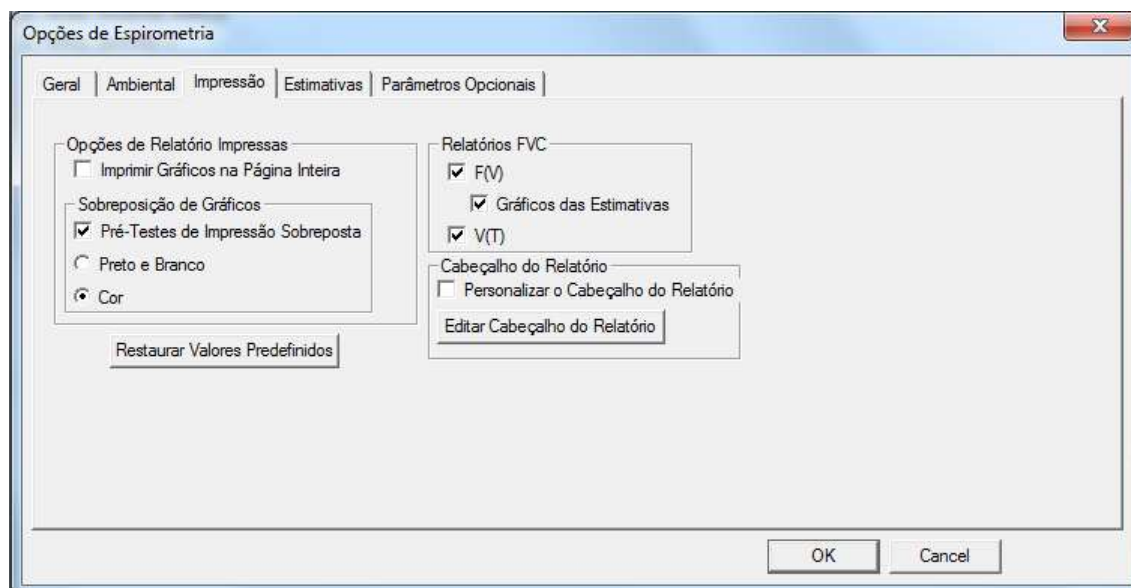 Opções de Espirometria
Geral
Ambiental
Impressão
Estimativas
Parâmetros Opcionais
Opções de Relatório Impressas
Imprimir Gráficos na Página Inteira
Sobreposição de Gráficos
Pré-Testes de Impressão Sobreposta
Preto e Branco
Cor
Restaurar Valores Predefinidos
Relatórios FVC
F(V)
Gráficos das Estimativas
V(T)
Cabeçalho do Relatório
Personalizar o Cabeçalho do Relatório
Editar Cabeçalho do Relatório
OK
Cancel